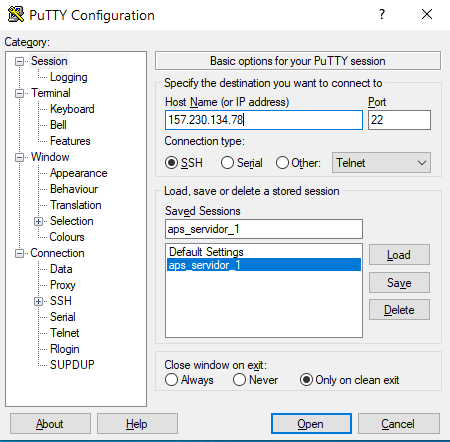 PuTTY Configuration
?
Category:
Session
Logging
Terminal
Keyboard
Bell
Features
Window
Appearance
Behaviour
Translation
Selection
Colours
Connection
Data
Proxy
SSH
Serial
Telnet
Rlogin
SUPDUP
Basic options for your PuTTY session
Specify the destination you want to connect to
Host Name (or IP address) Port
157.230.134.78 22
Connection type:
SSH Serial Other: Telnet
Load, save or delete a stored session
Saved Sessions
aps_servidor_1
Default Settings
aps_servidor_1
Load
Save
Delete
Close window on exit:
Always Never Only on clean exit
About Help Open Cancel